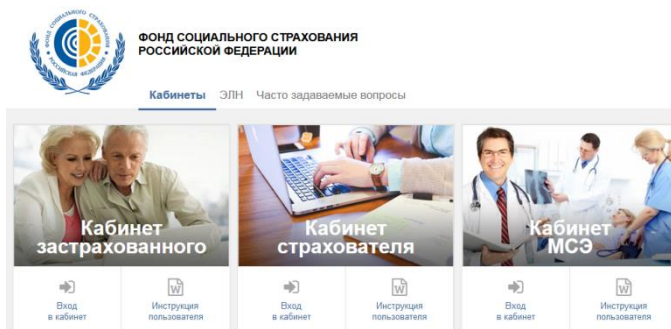 ФОНД СОЦИАЛЬНОГО СТРАХОВАНИЯ
РОССИЙСКОЙ ФЕДЕРАЦИИ
Кабинеты ЭЛН Часто задаваемые вопросы
Кабинет
застрахованного
Вход
в кабинет
Инструкция
пользователя
Кабинет
страхователя
Вход
в кабинет
Инструкция
пользователя
Кабинет
МСЭ
Вход
в кабинет
Инструкция
пользователя